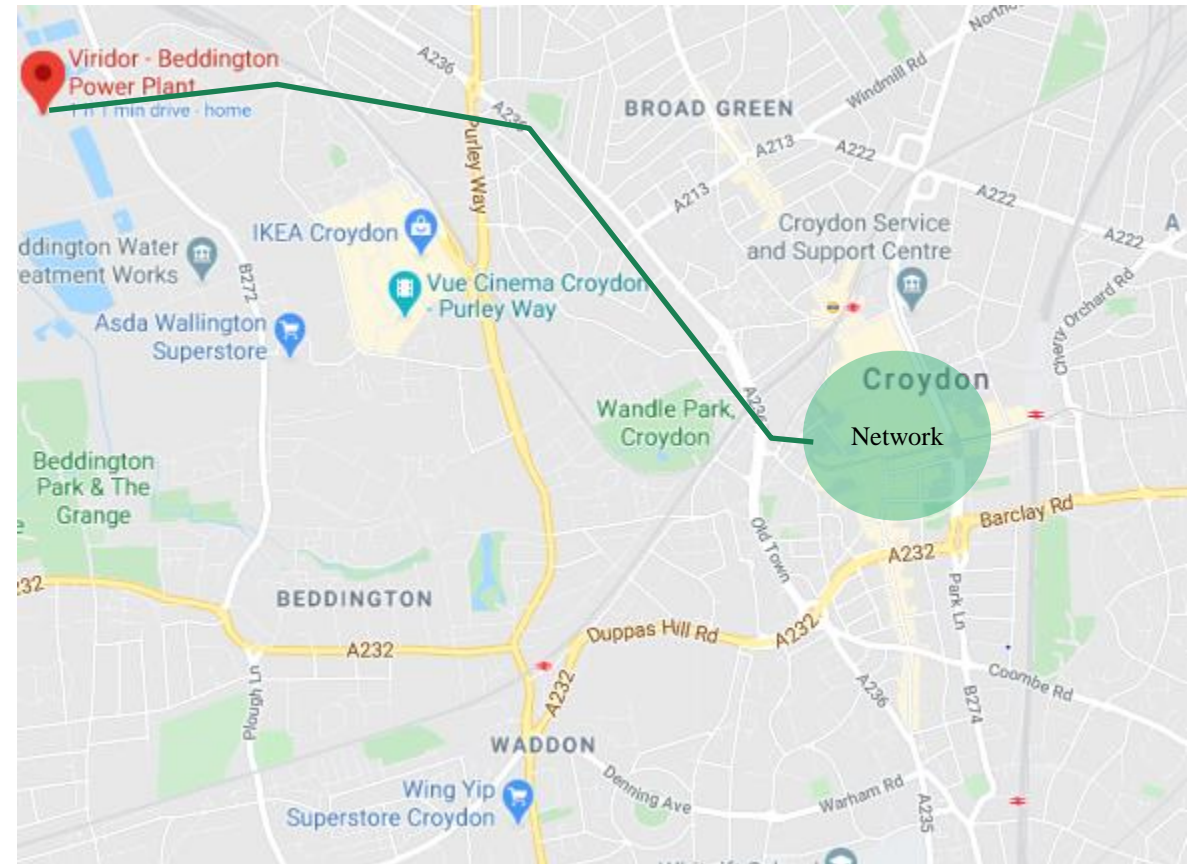 Viridor - Beddington
Power Plant
1 h 1 min drive - home
A236
Northco
Windmill Rd
BROAD GREEN
A236
Purley Way
A213
A222
A213
A222
A222
A
Croydon Service
and Support Centre
IKEA Croydon
ddington Water
eatment Works
B272
Vue Cinema Croydon
- Purley Way
Cherry Orchard Rd
Asda Wallington
Superstore
A236
Croydon
Wandle Park,
Croydon
Network
Beddington
Park & The
Grange
e
Barclay Rd
Old Town
A232
Park Ln
232
BEDDINGTON
Duppas Hill Rd
A232
A232
A232
Coombe Rd
Plough Ln
A236
B274
WADDON
Denning Ave
Warham Rd
Wing Yip
Superstore Croydon
A235